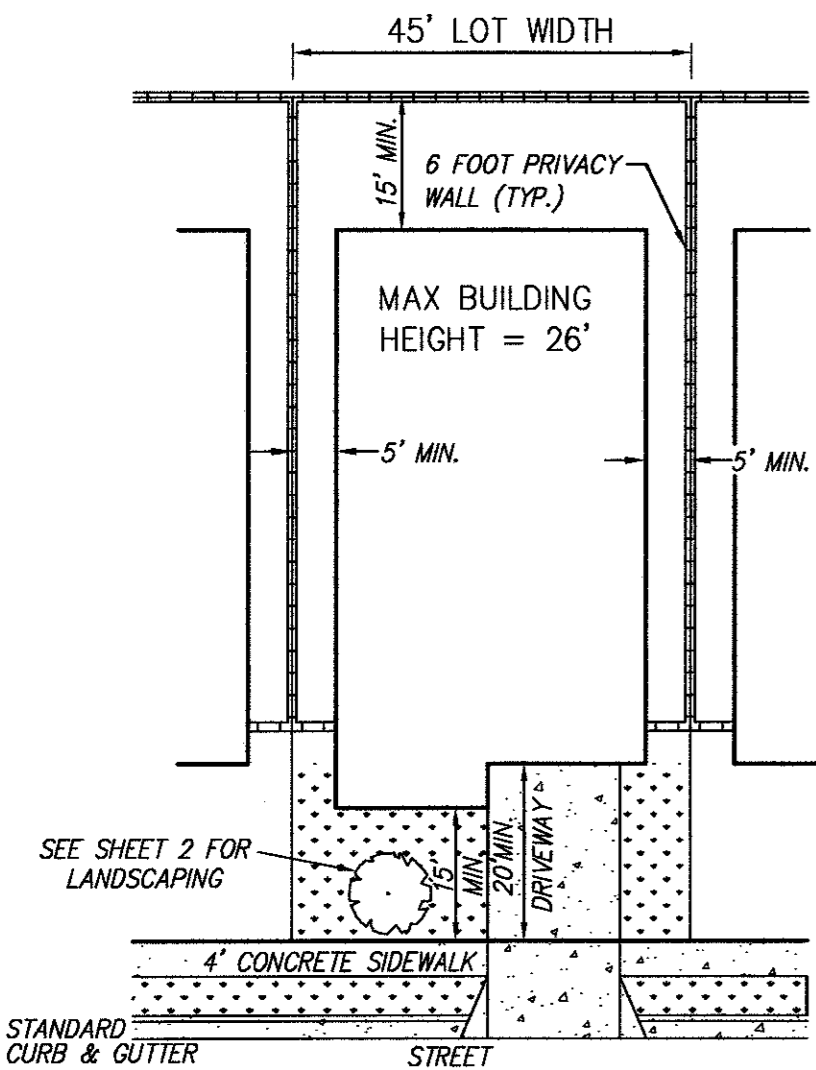 45' LOT WIDTH
15' MIN.
6 FOOT PRIVACY
WALL (TYP.)
MAX BUILDING
HEIGHT = 26'
5' MIN.
5' MIN.
SEE SHEET 2 FOR
LANDSCAPING
15'
MIN.
20'MIN.
DRIVEWAY
4' CONCRETE SIDEWALK
STANDARD
CURB & GUTTER
STREET